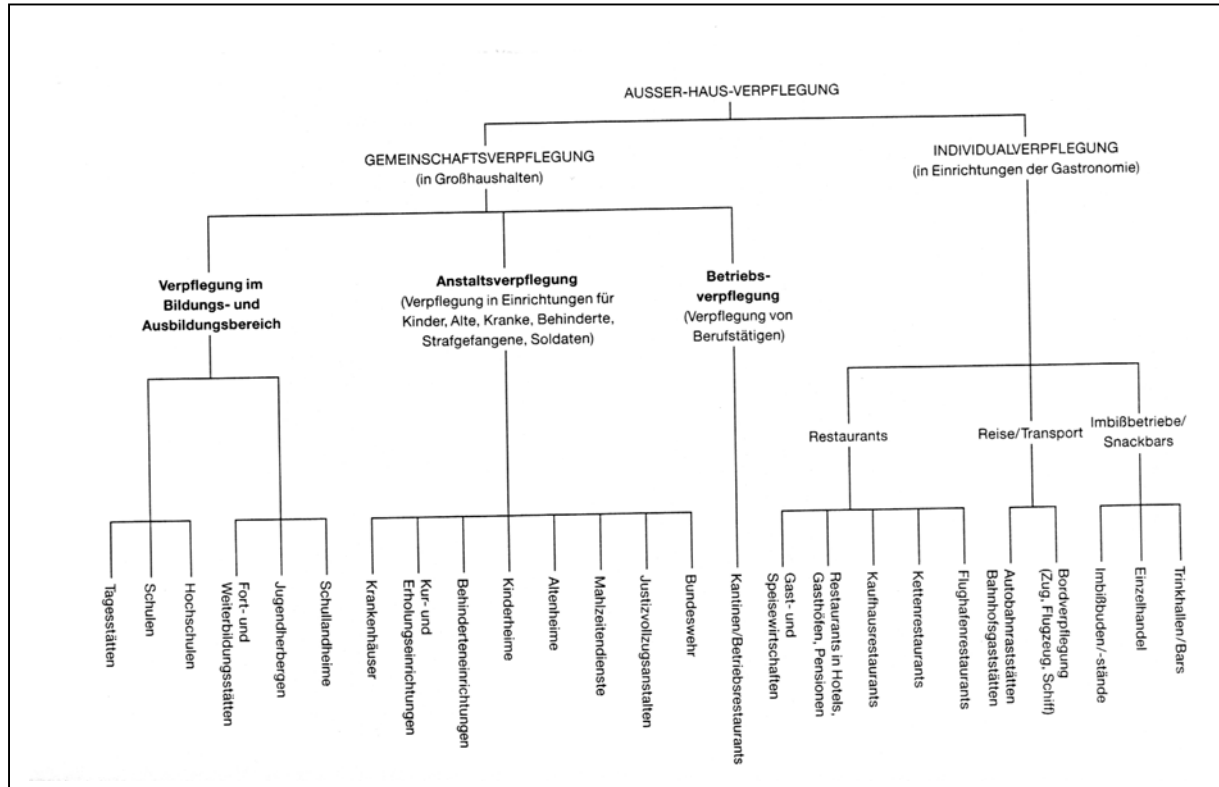 AUSSER-HAUS-VERPFLEGUNG
GEMEINSCHAFTSVERPFLEGUNG
(in Großhaushalten)
INDIVIDUALVERPFLEGUNG
(in Einrichtungen der Gastronomie)
Verpflegung im
Bildungs- und
Ausbildungsbereich
Anstaltsverpflegung
(Verpflegung in Einrichtungen für
Kinder, Alte, Kranke, Behinderte,
Strafgefangene, Soldaten)
Betriebs-
verpflegung
(Verpflegung von
Berufstätigen)
Restaurants
Reise/Transport
Imbißbetriebe/
Snackbars
Tagesstätten
Schulen
Hochschulen
Fort- und
Weiterbildungsstätten
Jugendherbergen
Schullandheime
Krankenhäuser
Kur- und
Erholungseinrichtungen
Behinderteneinrichtungen
Kinderheime
Altenheime
Mahlzeitendienste
Justizvollzugsanstalten
Bundeswehr
Kantinen/Betriebsrestaurants
Gast- und
Speisewirtschaften
Restaurants in Hotels,
Gasthöfen, Pensionen
Kaufhausrestaurants
Kettenrestaurants
Flughafenrestaurants
Autobahnraststätten
Bahnhofsgaststätten
Bordverpflegung
(Zug, Flugzeug, Schiff)
Imbißbuden/-stände
Einzelhandel
Trinkhallen/Bars